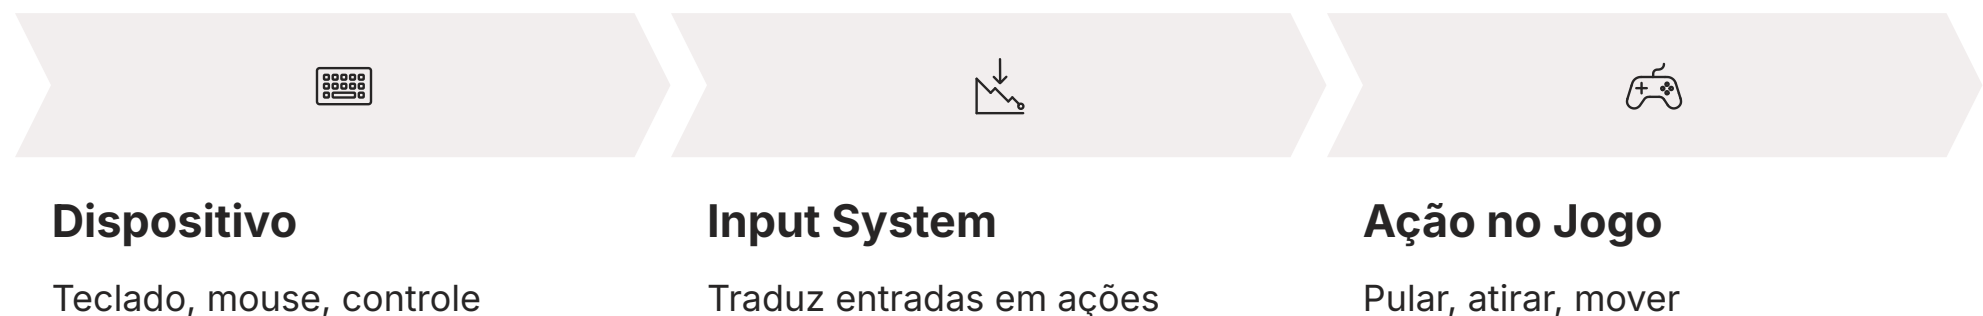 Dispositivo
Teclado, mouse, controle
Input System
Traduz entradas em ações
Ação no Jogo
Pular, atirar, mover